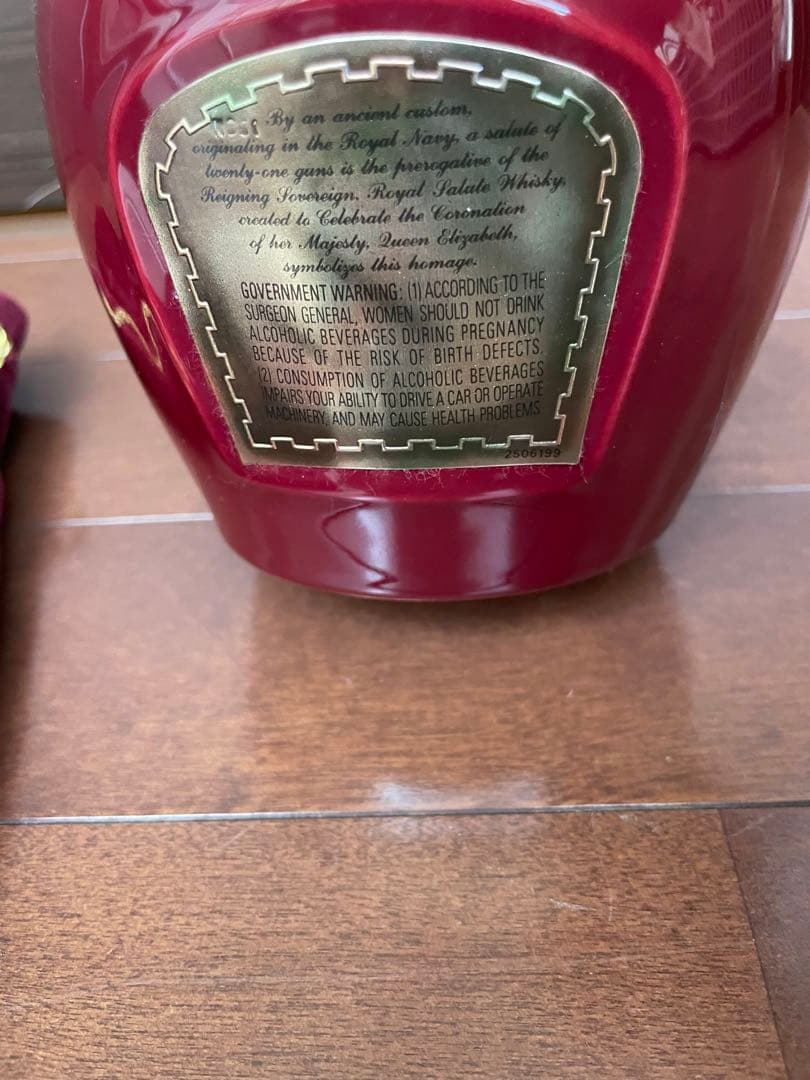 By an ancient custom,
originating in the Royal Navy, a salute of
twenty-one guns is the prerogative of the
Reigning Sovereign. Royal Salute Whisky,
created to Celebrate the Coronation
of her Majesty, Queen Elizabeth,
symbolizes this homage.
GOVERNMENT WARNING: (1) ACCORDING TO THE
SURGEON GENERAL, WOMEN SHOULD NOT DRINK
ALCOHOLIC BEVERAGES DURING PREGNANCY
BECAUSE OF THE RISK OF BIRTH DEFECTS.
(2) CONSUMPTION OF ALCOHOLIC BEVERAGES
IMPAIRS YOUR ABILITY TO DRIVE A CAR OR OPERATE
MACHINERY, AND MAY CAUSE HEALTH PROBLEMS.
2506199